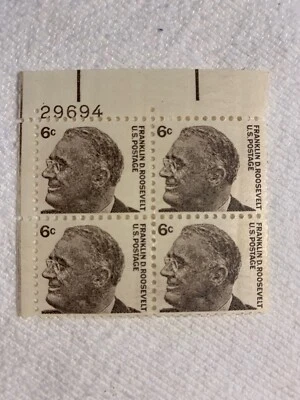 29694
6c
FRANKLIN D. ROOSEVELT
U.S. POSTAGE
6c
FRANKLIN D. ROOSEVELT
U.S. POSTAGE
6c
FRANKLIN D. ROOSEVELT
U.S. POSTAGE
6c
FRANKLIN D. ROOSEVELT
U.S. POSTAGE